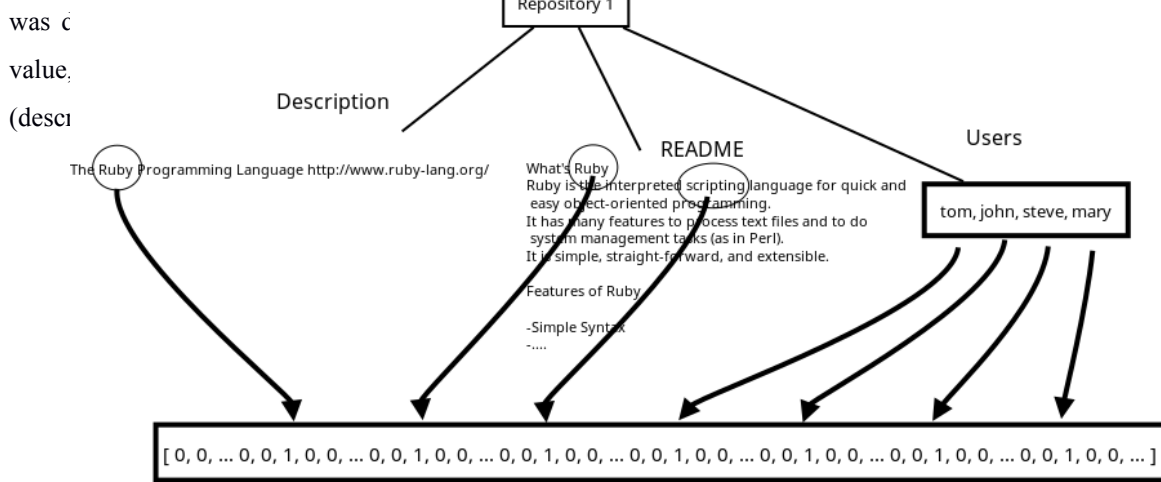 Repository 1
was
value,
Description
README
Users
The Ruby Programming Language http://www.ruby-lang.org/
What's Ruby
Ruby is the interpreted scripting language for quick and
easy object-oriented programming.
It has many features to process text files and to do
system management tasks (as in Perl).
It is simple, straight-forward, and extensible.
Features of Ruby
-Simple Syntax
-....
tom, john, steve, mary
[ 0, 0, ... 0, 0, 1, 0, 0, ... 0, 0, 1, 0, 0, ... 0, 0, 1, 0, 0, ... 0, 0, 1, 0, 0, ... 0, 0, 1, 0, 0, ... 0, 0, 1, 0, 0, ... 0, 0, 1, 0, 0, ... ]